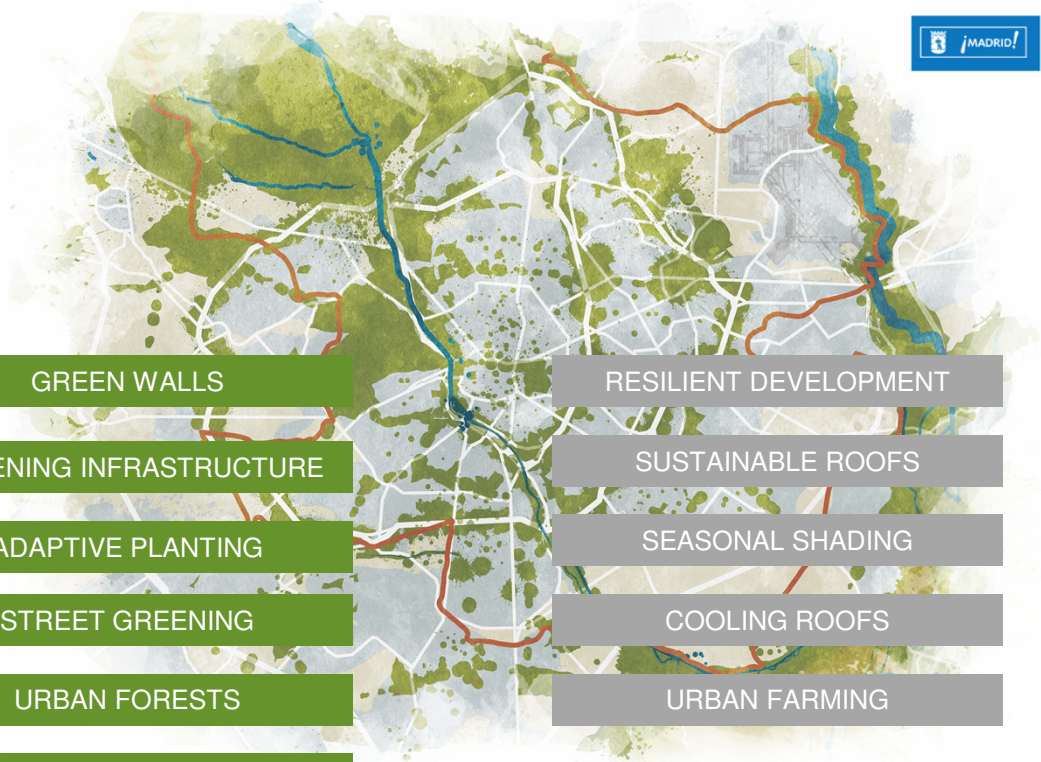 ¡MADRID!
GREEN WALLS
ENING INFRASTRUCTURE
ADAPTIVE PLANTING
STREET GREENING
URBAN FORESTS
RESILIENT DEVELOPMENT
SUSTAINABLE ROOFS
SEASONAL SHADING
COOLING ROOFS
URBAN FARMING